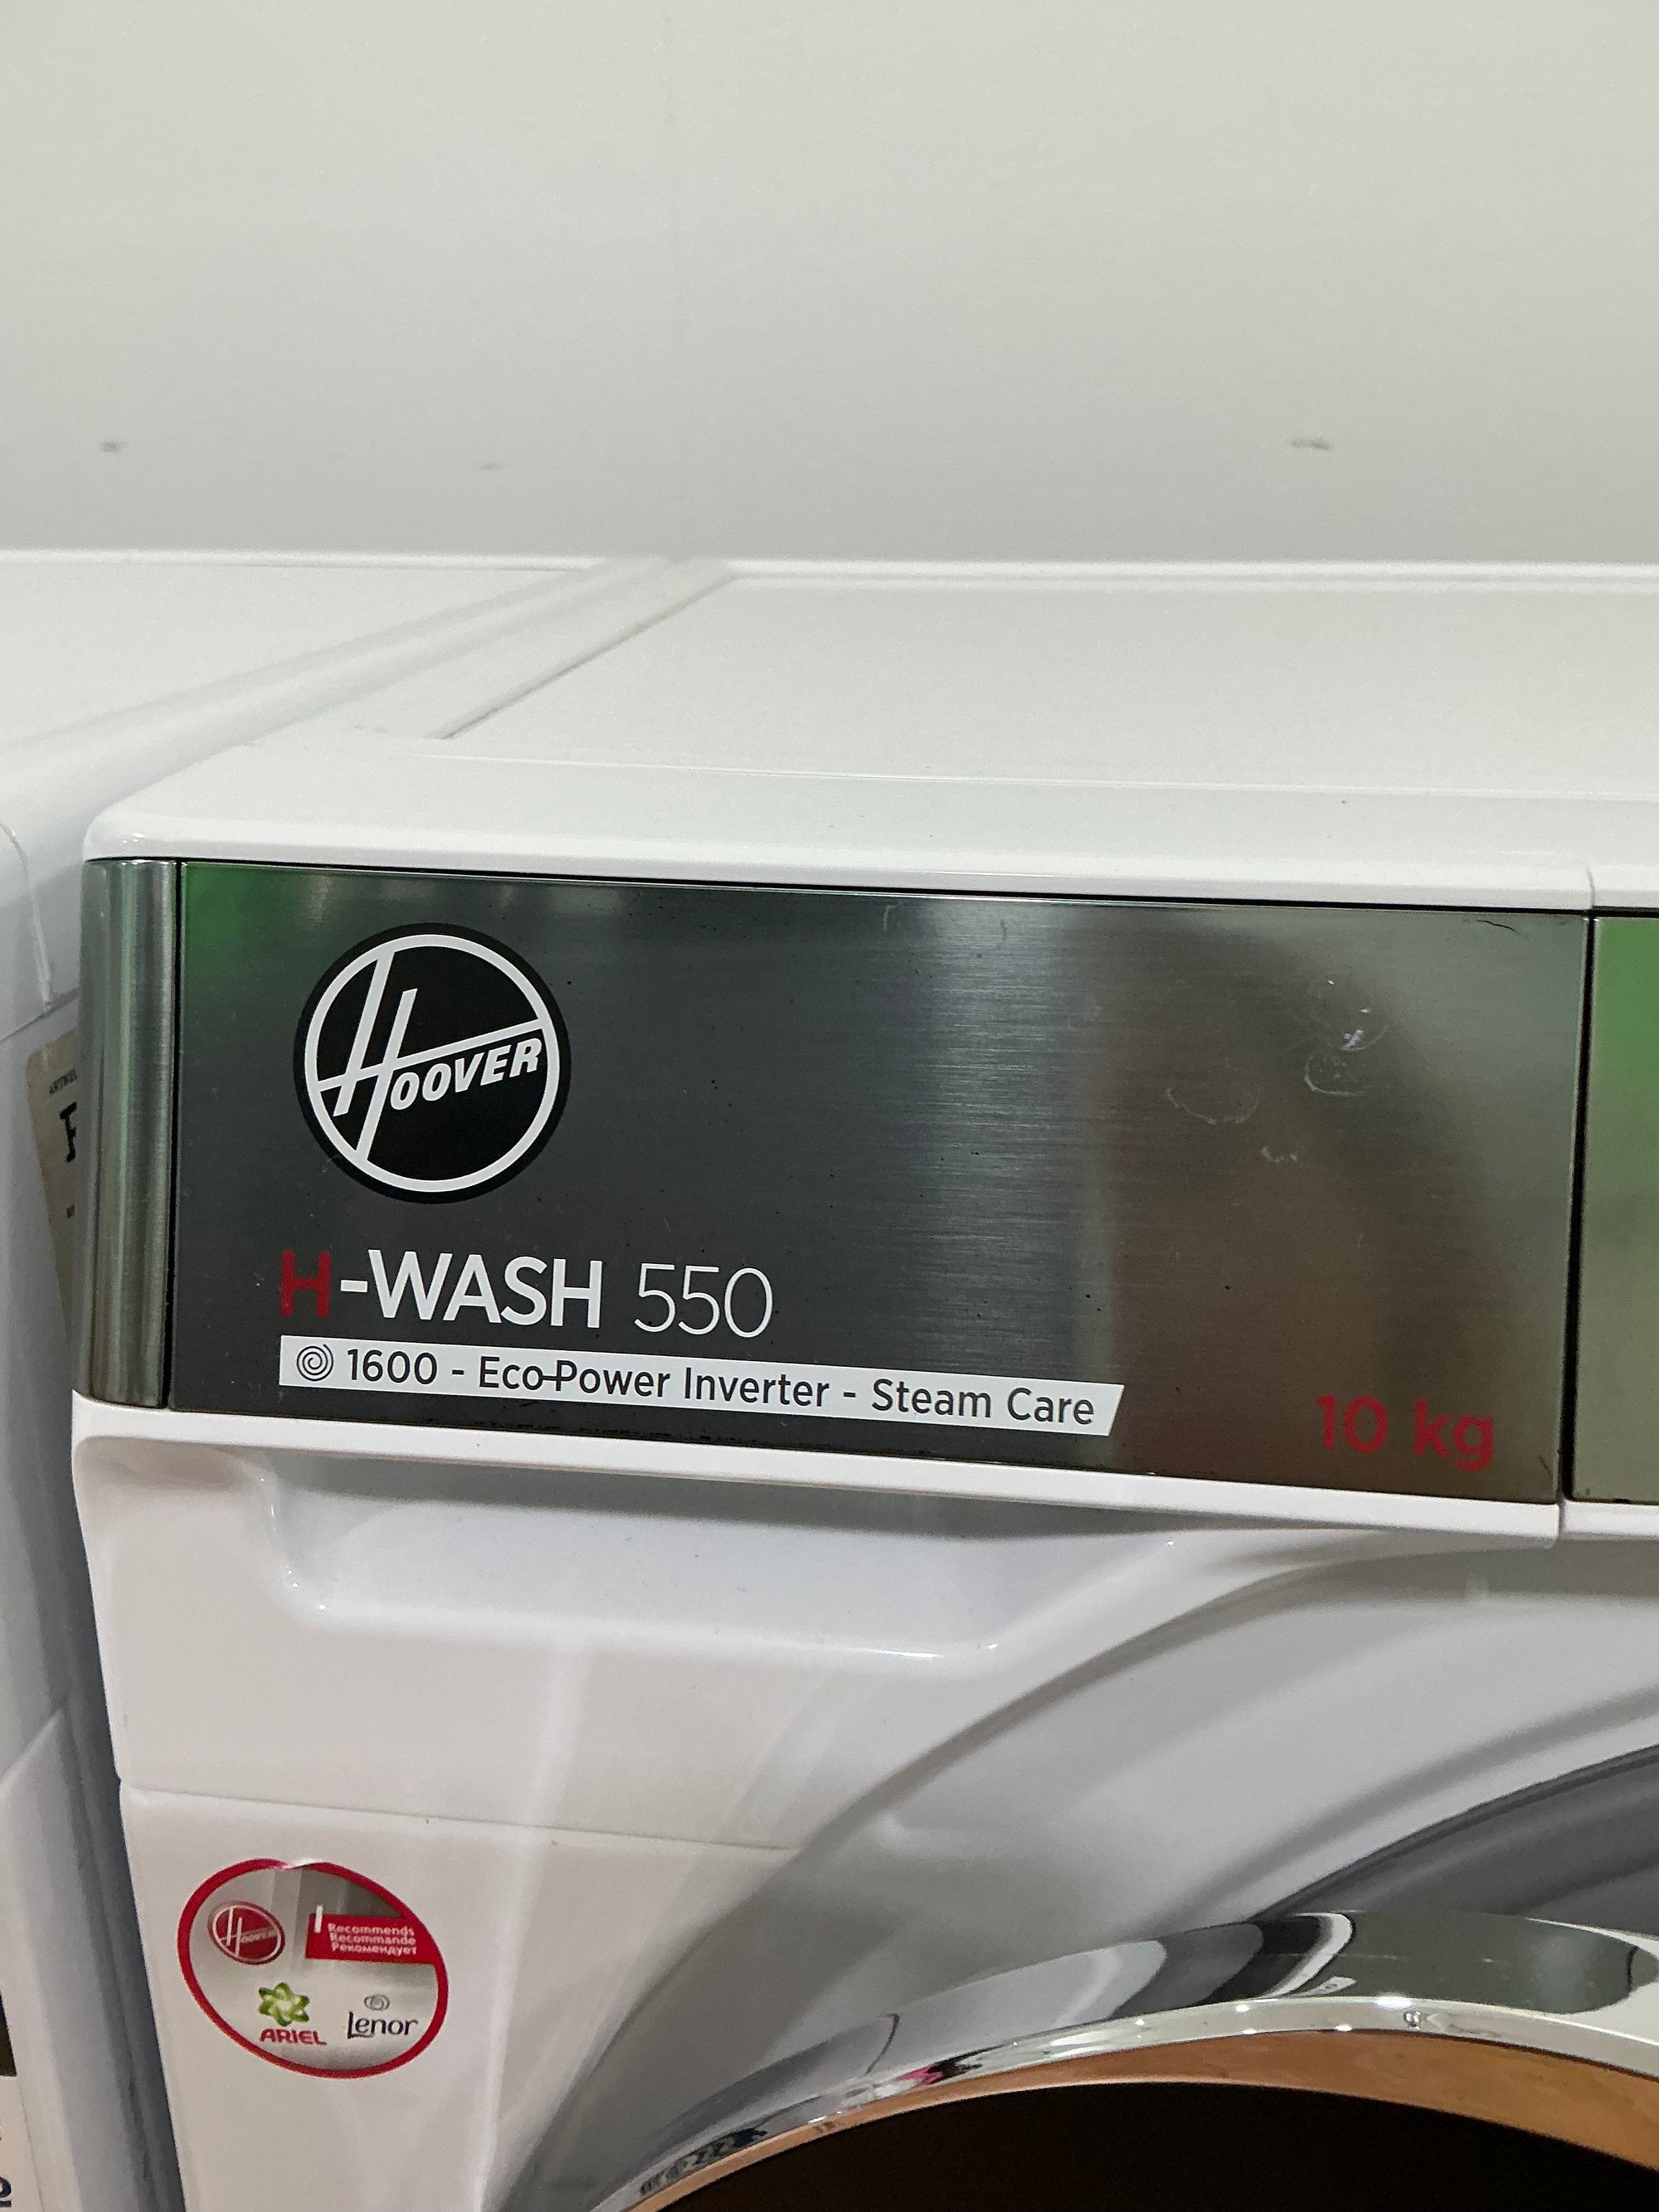 HOOVER
H-WASH 550
1600 - Eco-Power Inverter - Steam Care
10 kg
HOOVER
Recommends
Recommande
Рекомендует
ARIEL
Lenor